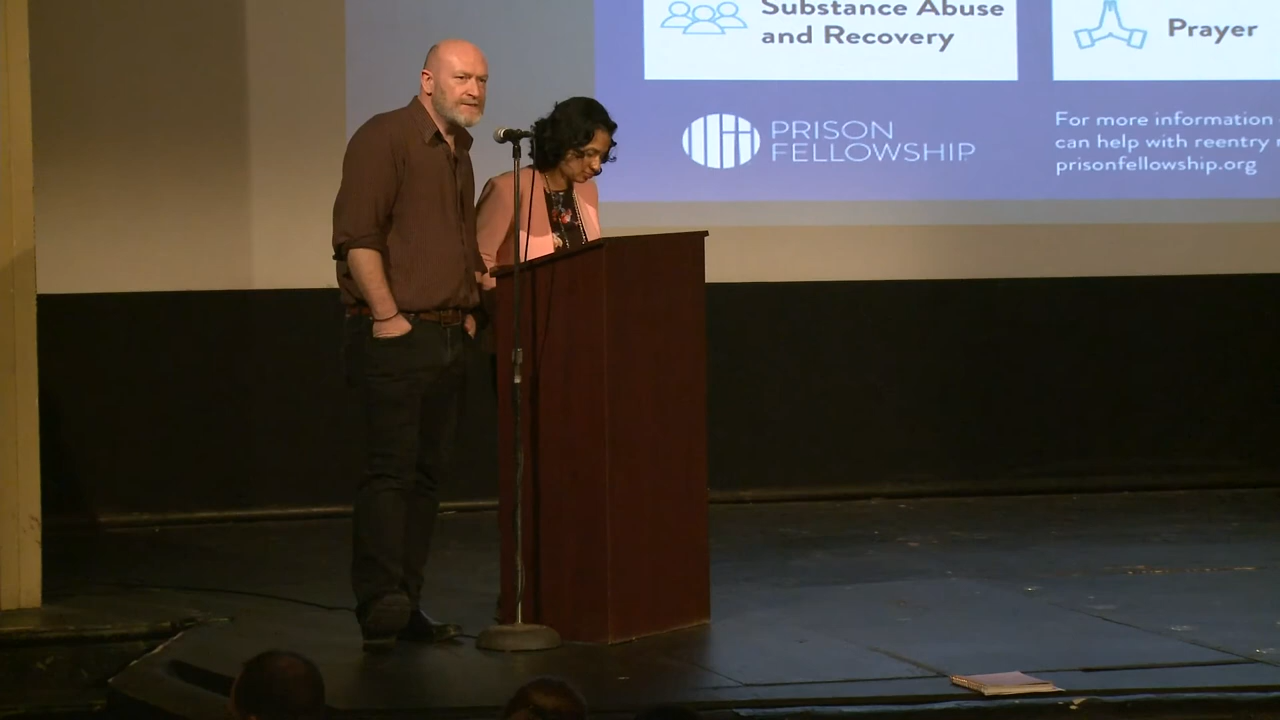 Substance Abuse
and Recovery
Prayer
PRISON
FELLOWSHIP
For more information
can help with reentry
prisonfellowship.org